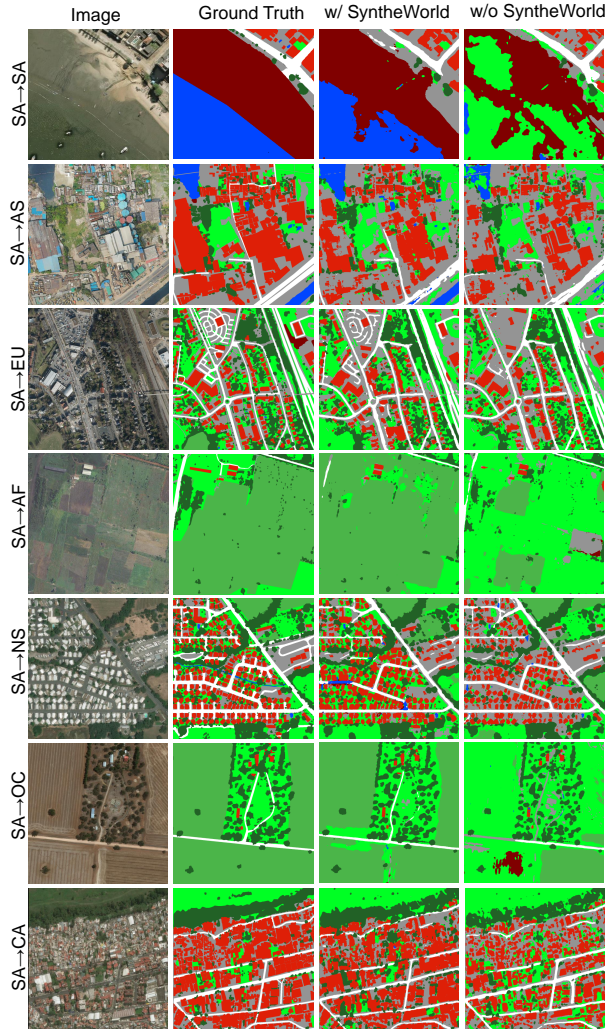 Image Ground Truth w/ SyntheWorld w/o SyntheWorld
SA→SA
SA→AS
SA→EU
SA→AF
SA→NS
SA→OC
SA→CA